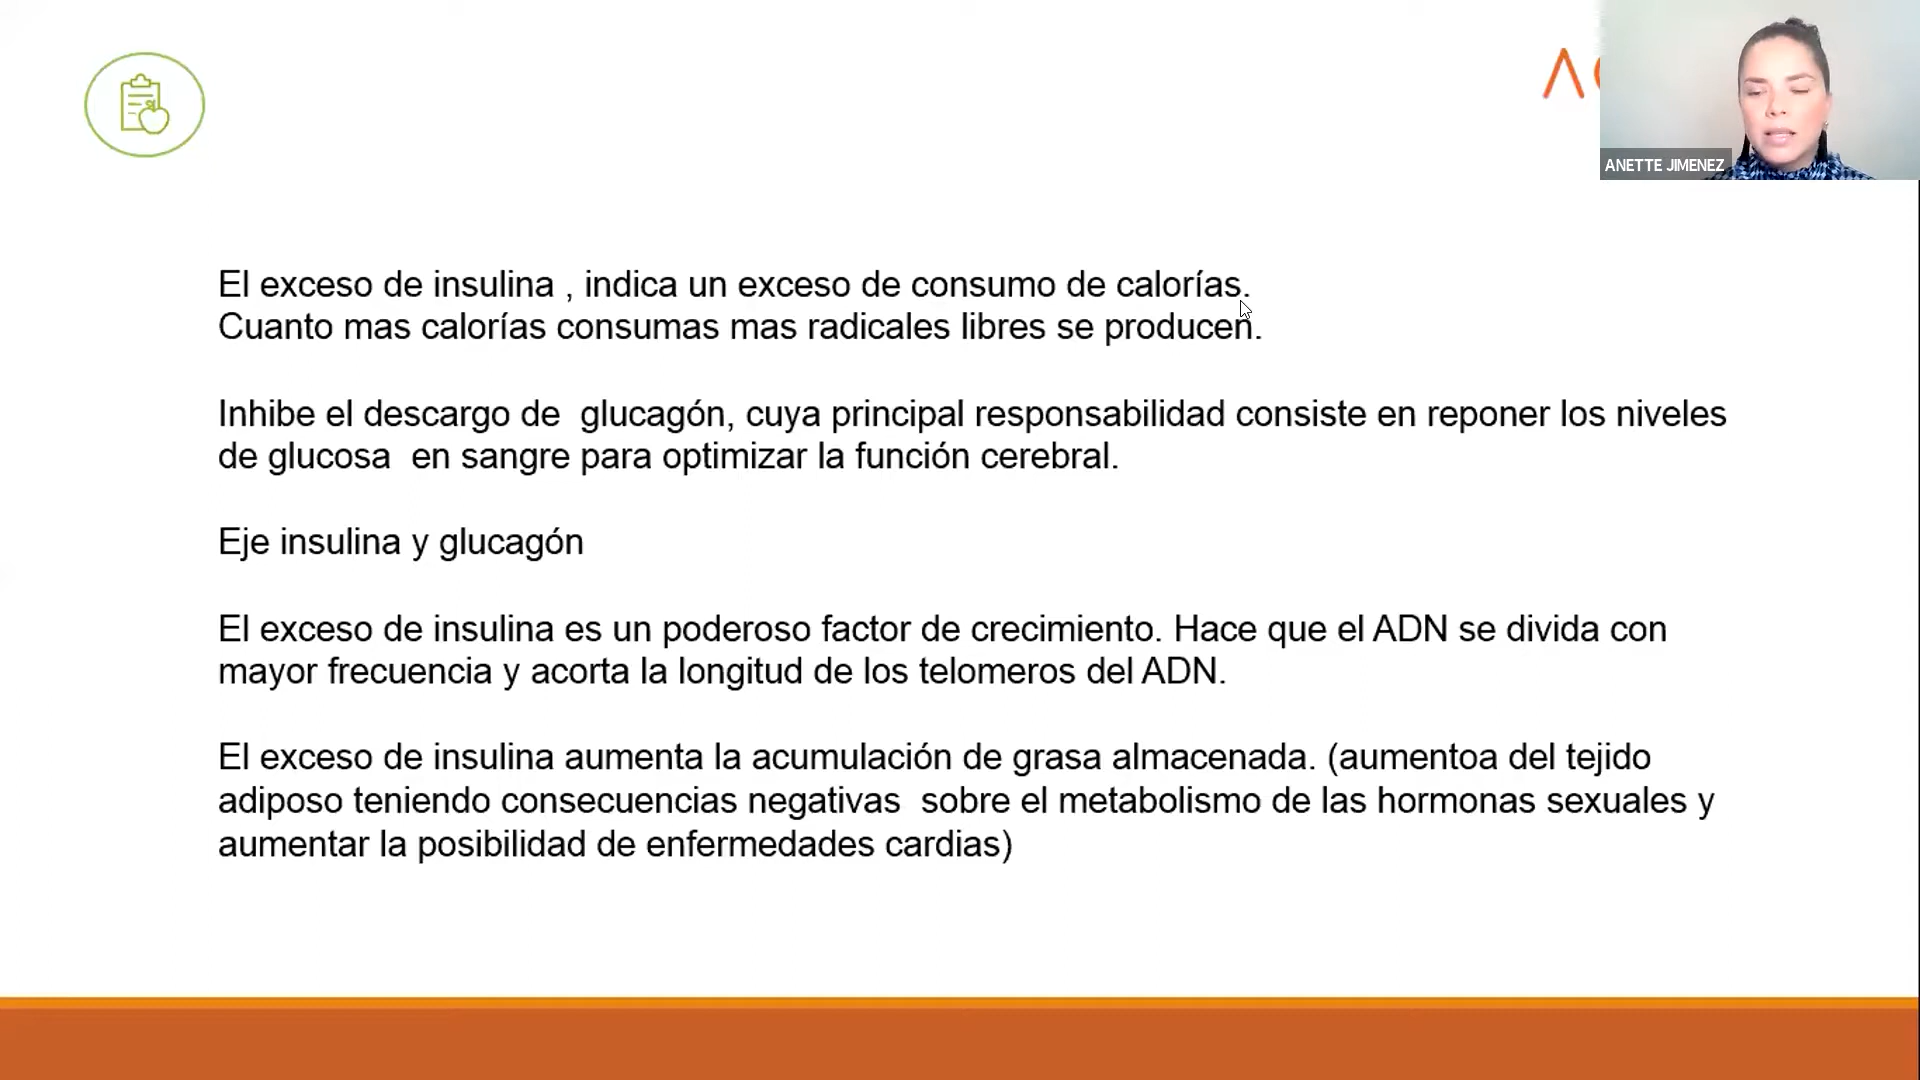 ANETTE JIMENEZ
El exceso de insulina , indica un exceso de consumo de calorías.
Cuanto mas calorías consumas mas radicales libres se producen.
Inhibe el descargo de  glucagón, cuya principal responsabilidad consiste en reponer los niveles
de glucosa  en sangre para optimizar la función cerebral.
Eje insulina y glucagón
El exceso de insulina es un poderoso factor de crecimiento. Hace que el ADN se divida con
mayor frecuencia y acorta la longitud de los telomeros del ADN.
El exceso de insulina aumenta la acumulación de grasa almacenada. (aumentoa del tejido
adiposo teniendo consecuencias negativas  sobre el metabolismo de las hormonas sexuales y
aumentar la posibilidad de enfermedades cardias)